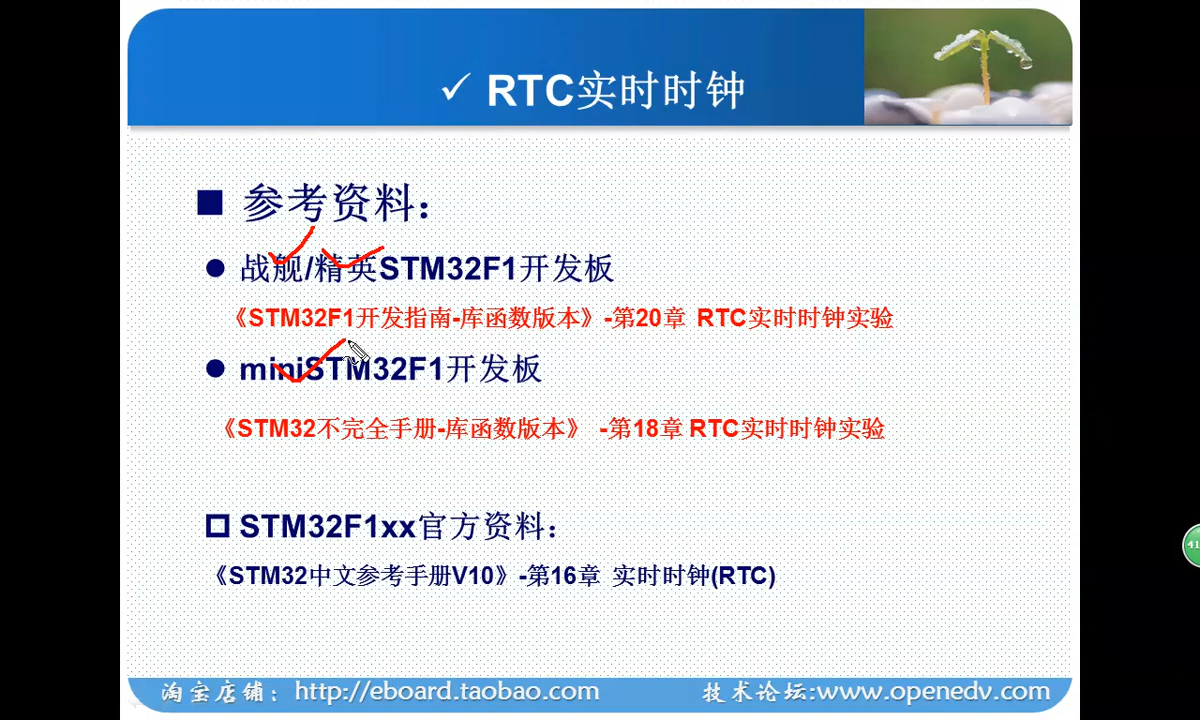 ✓ RTC实时时钟
■ 参考资料：
● 战舰/精英STM32F1开发板
《STM32F1开发指南-库函数版本》-第20章 RTC实时时钟实验
● miniSTM32F1开发板
《STM32不完全手册-库函数版本》 -第18章 RTC实时时钟实验
□ STM32F1xx官方资料：
《STM32中文参考手册V10》-第16章 实时时钟(RTC)
41
淘宝店铺：http://eboard.taobao.com 技术论坛:www.openedv.com